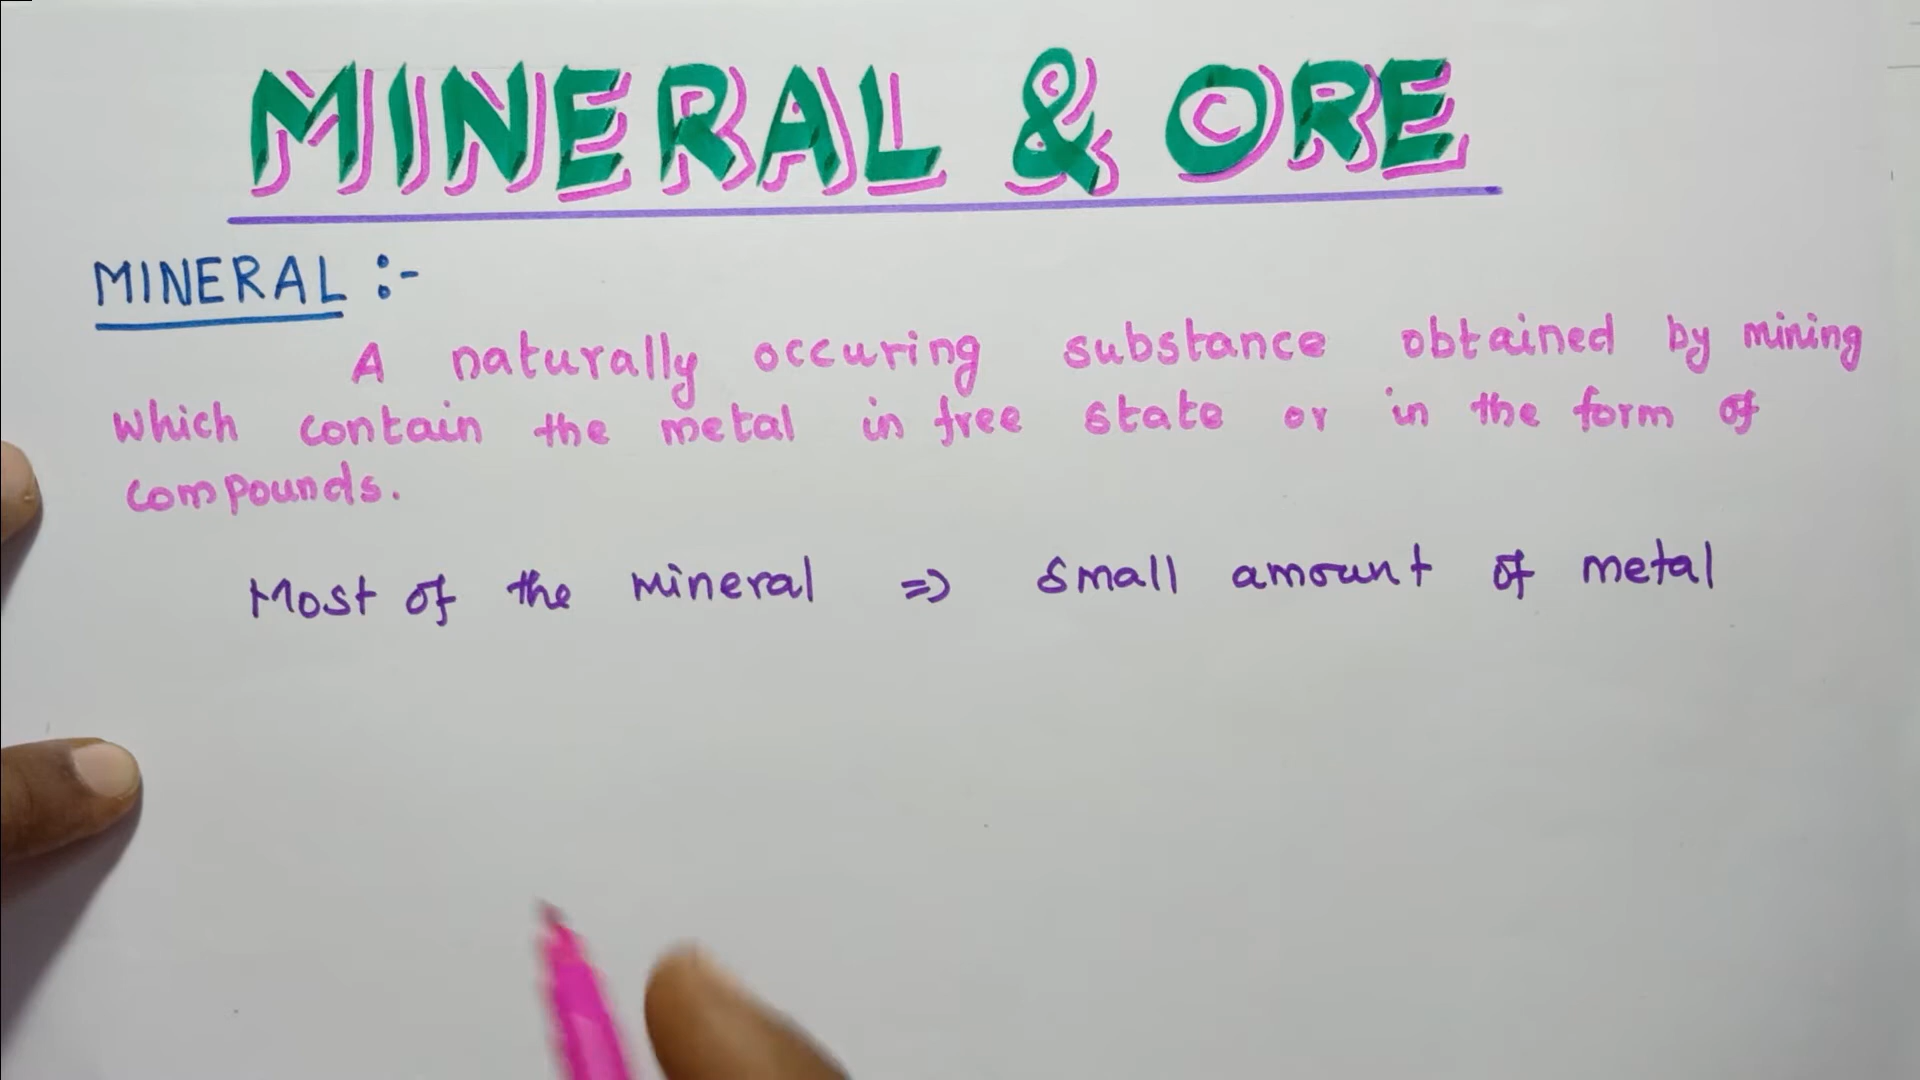 MINERAL & ORE
MINERAL :-
A naturally occuring substance obtained by mining
which contain the metal in free state or in the form of
compounds.
Most of the mineral => small amount of metal